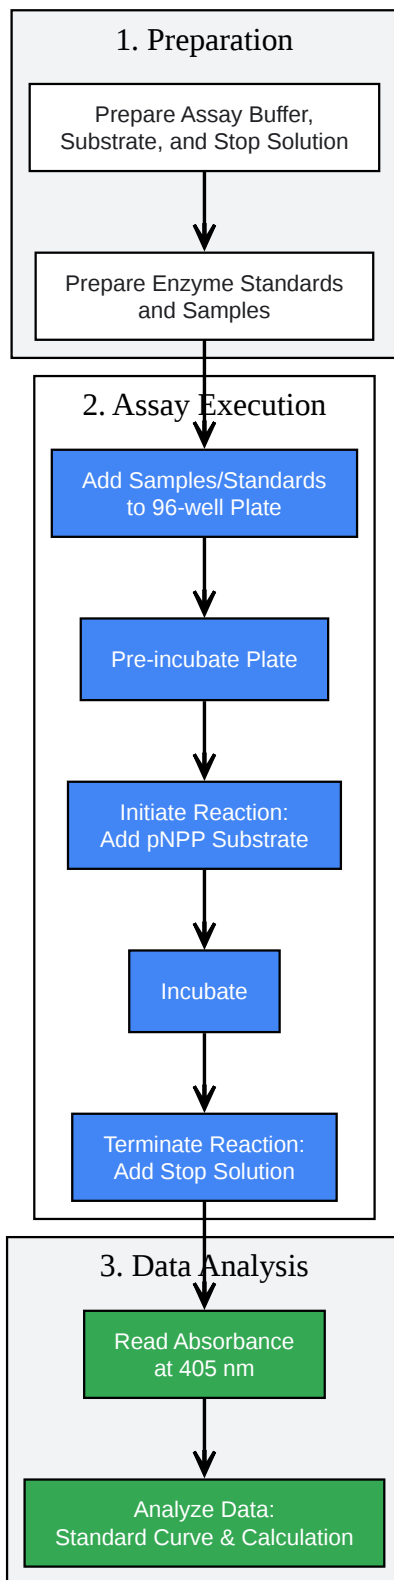 1. Preparation
Prepare Assay Buffer,
Substrate, and Stop Solution
Prepare Enzyme Standards
and Samples
2. Assay Execution
Add Samples/Standards
to 96-well Plate
Pre-incubate Plate
Initiate Reaction:
Add pNPP Substrate
Incubate
Terminate Reaction:
Add Stop Solution
3. Data Analysis
Read Absorbance
at 405 nm
Analyze Data:
Standard Curve & Calculation